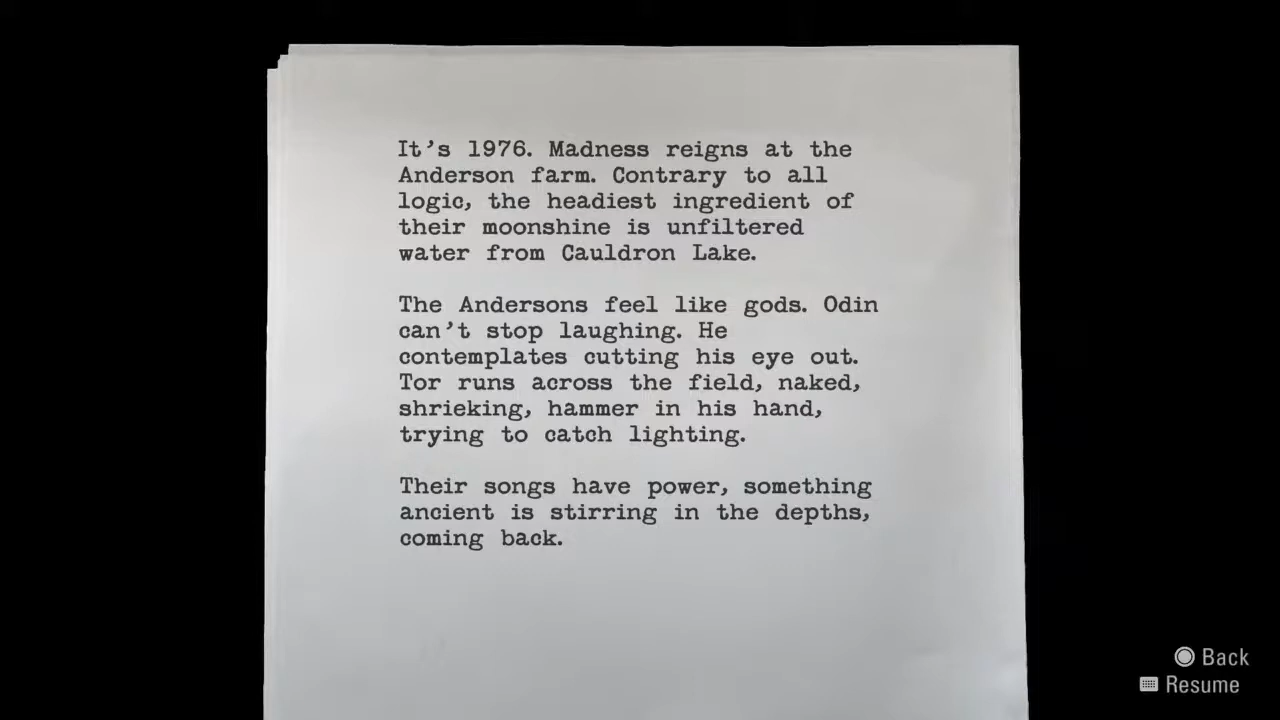 It's 1976. Madness reigns at the
Anderson farm. Contrary to all
logic, the headiest ingredient of
their moonshine is unfiltered
water from Cauldron Lake.
The Andersons feel like gods. Odin
can't stop laughing. He
contemplates cutting his eye out.
Tor runs across the field, naked,
shrieking, hammer in his hand,
trying to catch lighting.
Their songs have power, something
ancient is stirring in the depths,
coming back.
Back
Resume